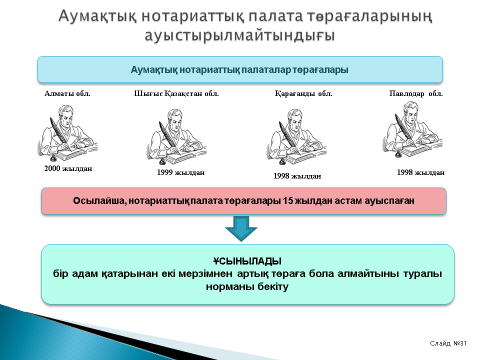 Аумақтық нотариаттық палата төрағаларының
ауыстырылмайтындығы
Аумақтық нотариаттық палаталар төрағалары
Алматы обл.
Шығыс Қазақстан обл.
Қарағанды обл.
Павлодар обл.
2000 жылдан
1999 жылдан
1998 жылдан
1998 жылдан
Осылайша, нотариаттық палата төрағалары 15 жылдан астам ауыспаған
ҰСЫНЫЛАДЫ
бір адам қатарынан екі мерзімнен артық төраға бола алмайтыны туралы
норманы бекіту
Слайд №31